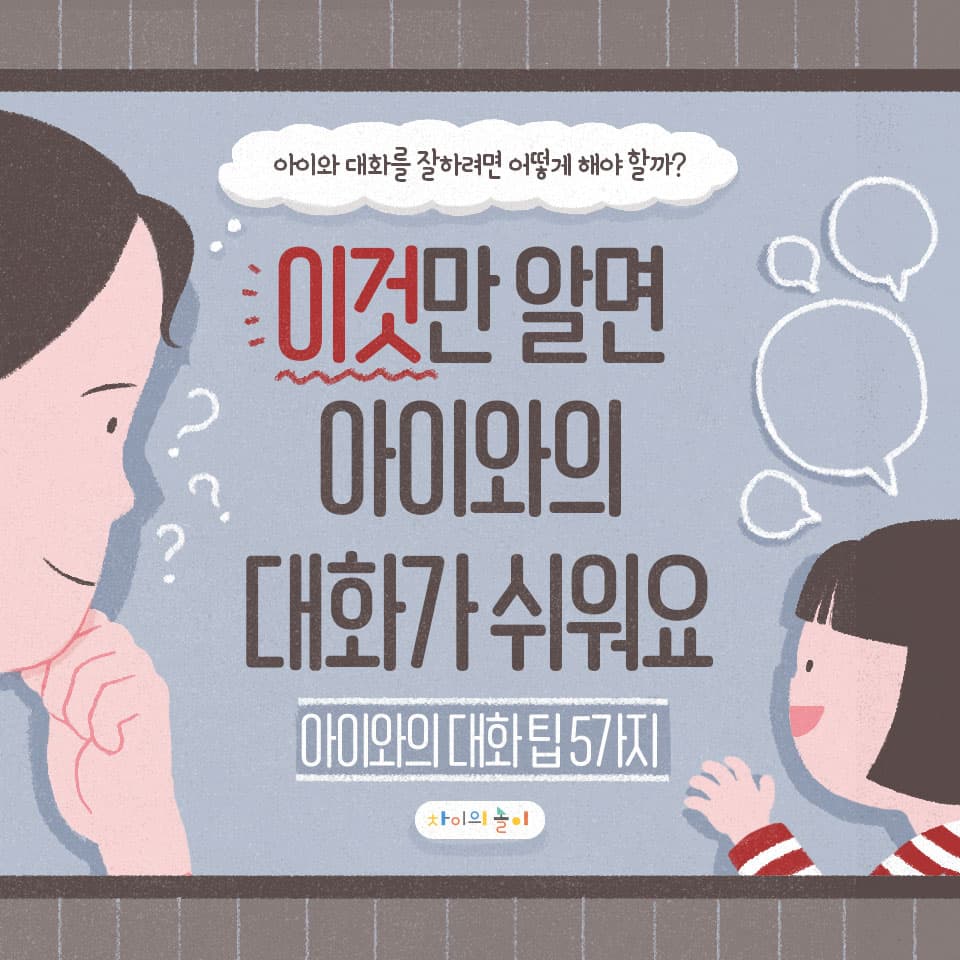 아이와 대화를 잘하려면 어떻게 해야 할까?
이것만 알면
아이와의
대화가 쉬워요
아이와의 대화 팁 5가지
차이의 놀이